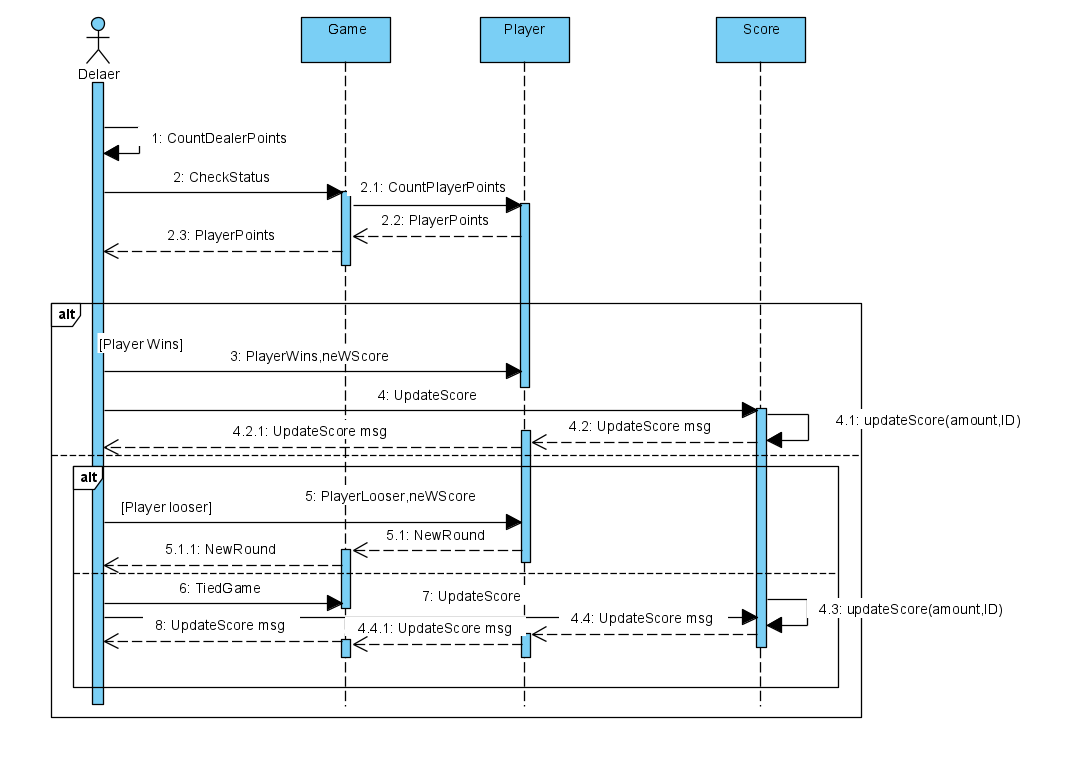 Game
Player
Score
Delaer
1: CountDealerPoints
2: CheckStatus
2.1: CountPlayerPoints
2.2: PlayerPoints
2.3: PlayerPoints
alt
[Player Wins]
3: PlayerWins,neWScore
4: UpdateScore
4.1: updateScore(amount,ID)
4.2: UpdateScore msg
4.2.1: UpdateScore msg
alt
5: PlayerLooser,neWScore
[Player looser]
5.1: NewRound
5.1.1: NewRound
6: TiedGame
7: UpdateScore
4.3: updateScore(amount,ID)
4.4: UpdateScore msg
8: UpdateScore msg
4.4.1: UpdateScore msg